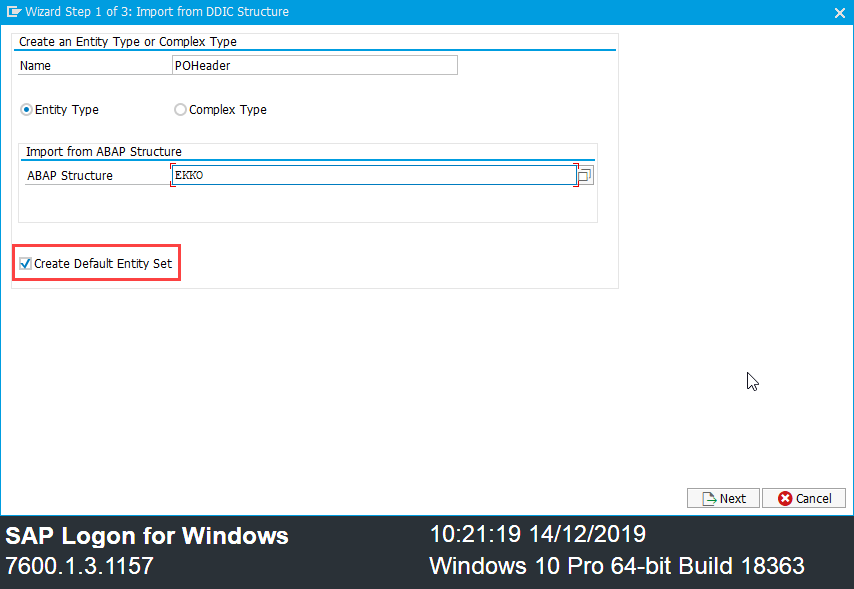 Wizard Step 1 of 3: Import from DDIC Structure
Create an Entity Type or Complex Type
Name POHeader
Entity Type Complex Type
Import from ABAP Structure
ABAP Structure EKKO
Create Default Entity Set
Next Cancel
SAP Logon for Windows 10:21:19 14/12/2019
7600.1.3.1157 Windows 10 Pro 64-bit Build 18363